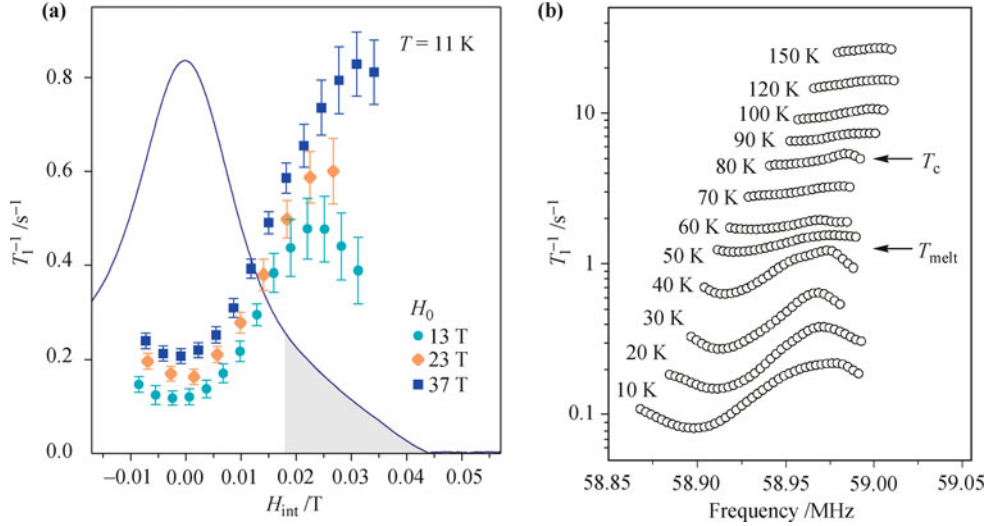 (a)
T = 11 K
T₁⁻¹ /s⁻¹
0.8
0.6
0.4
0.2
0.0
H₀
13 T
23 T
37 T
−0.01 0.00 0.01 0.02 0.03 0.04 0.05
H_int /T
(b)
T₁⁻¹ /s⁻¹
10
1
0.1
150 K
120 K
100 K
90 K
80 K
T_c
70 K
60 K
50 K
T_melt
40 K
30 K
20 K
10 K
58.85 58.90 58.95 59.00 59.05
Frequency /MHz